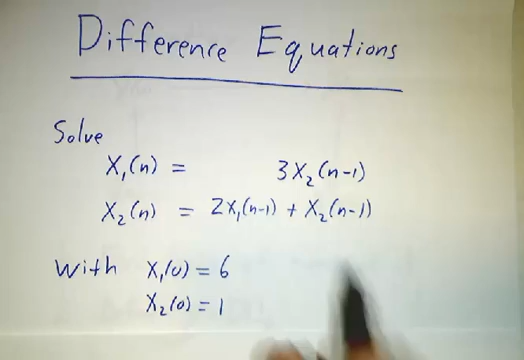 Difference Equations
Solve
X₁(n) = 3X₂(n-1)
X₂(n) = 2X₁(n-1) + X₂(n-1)
With X₁(0) = 6
X₂(0) = 1